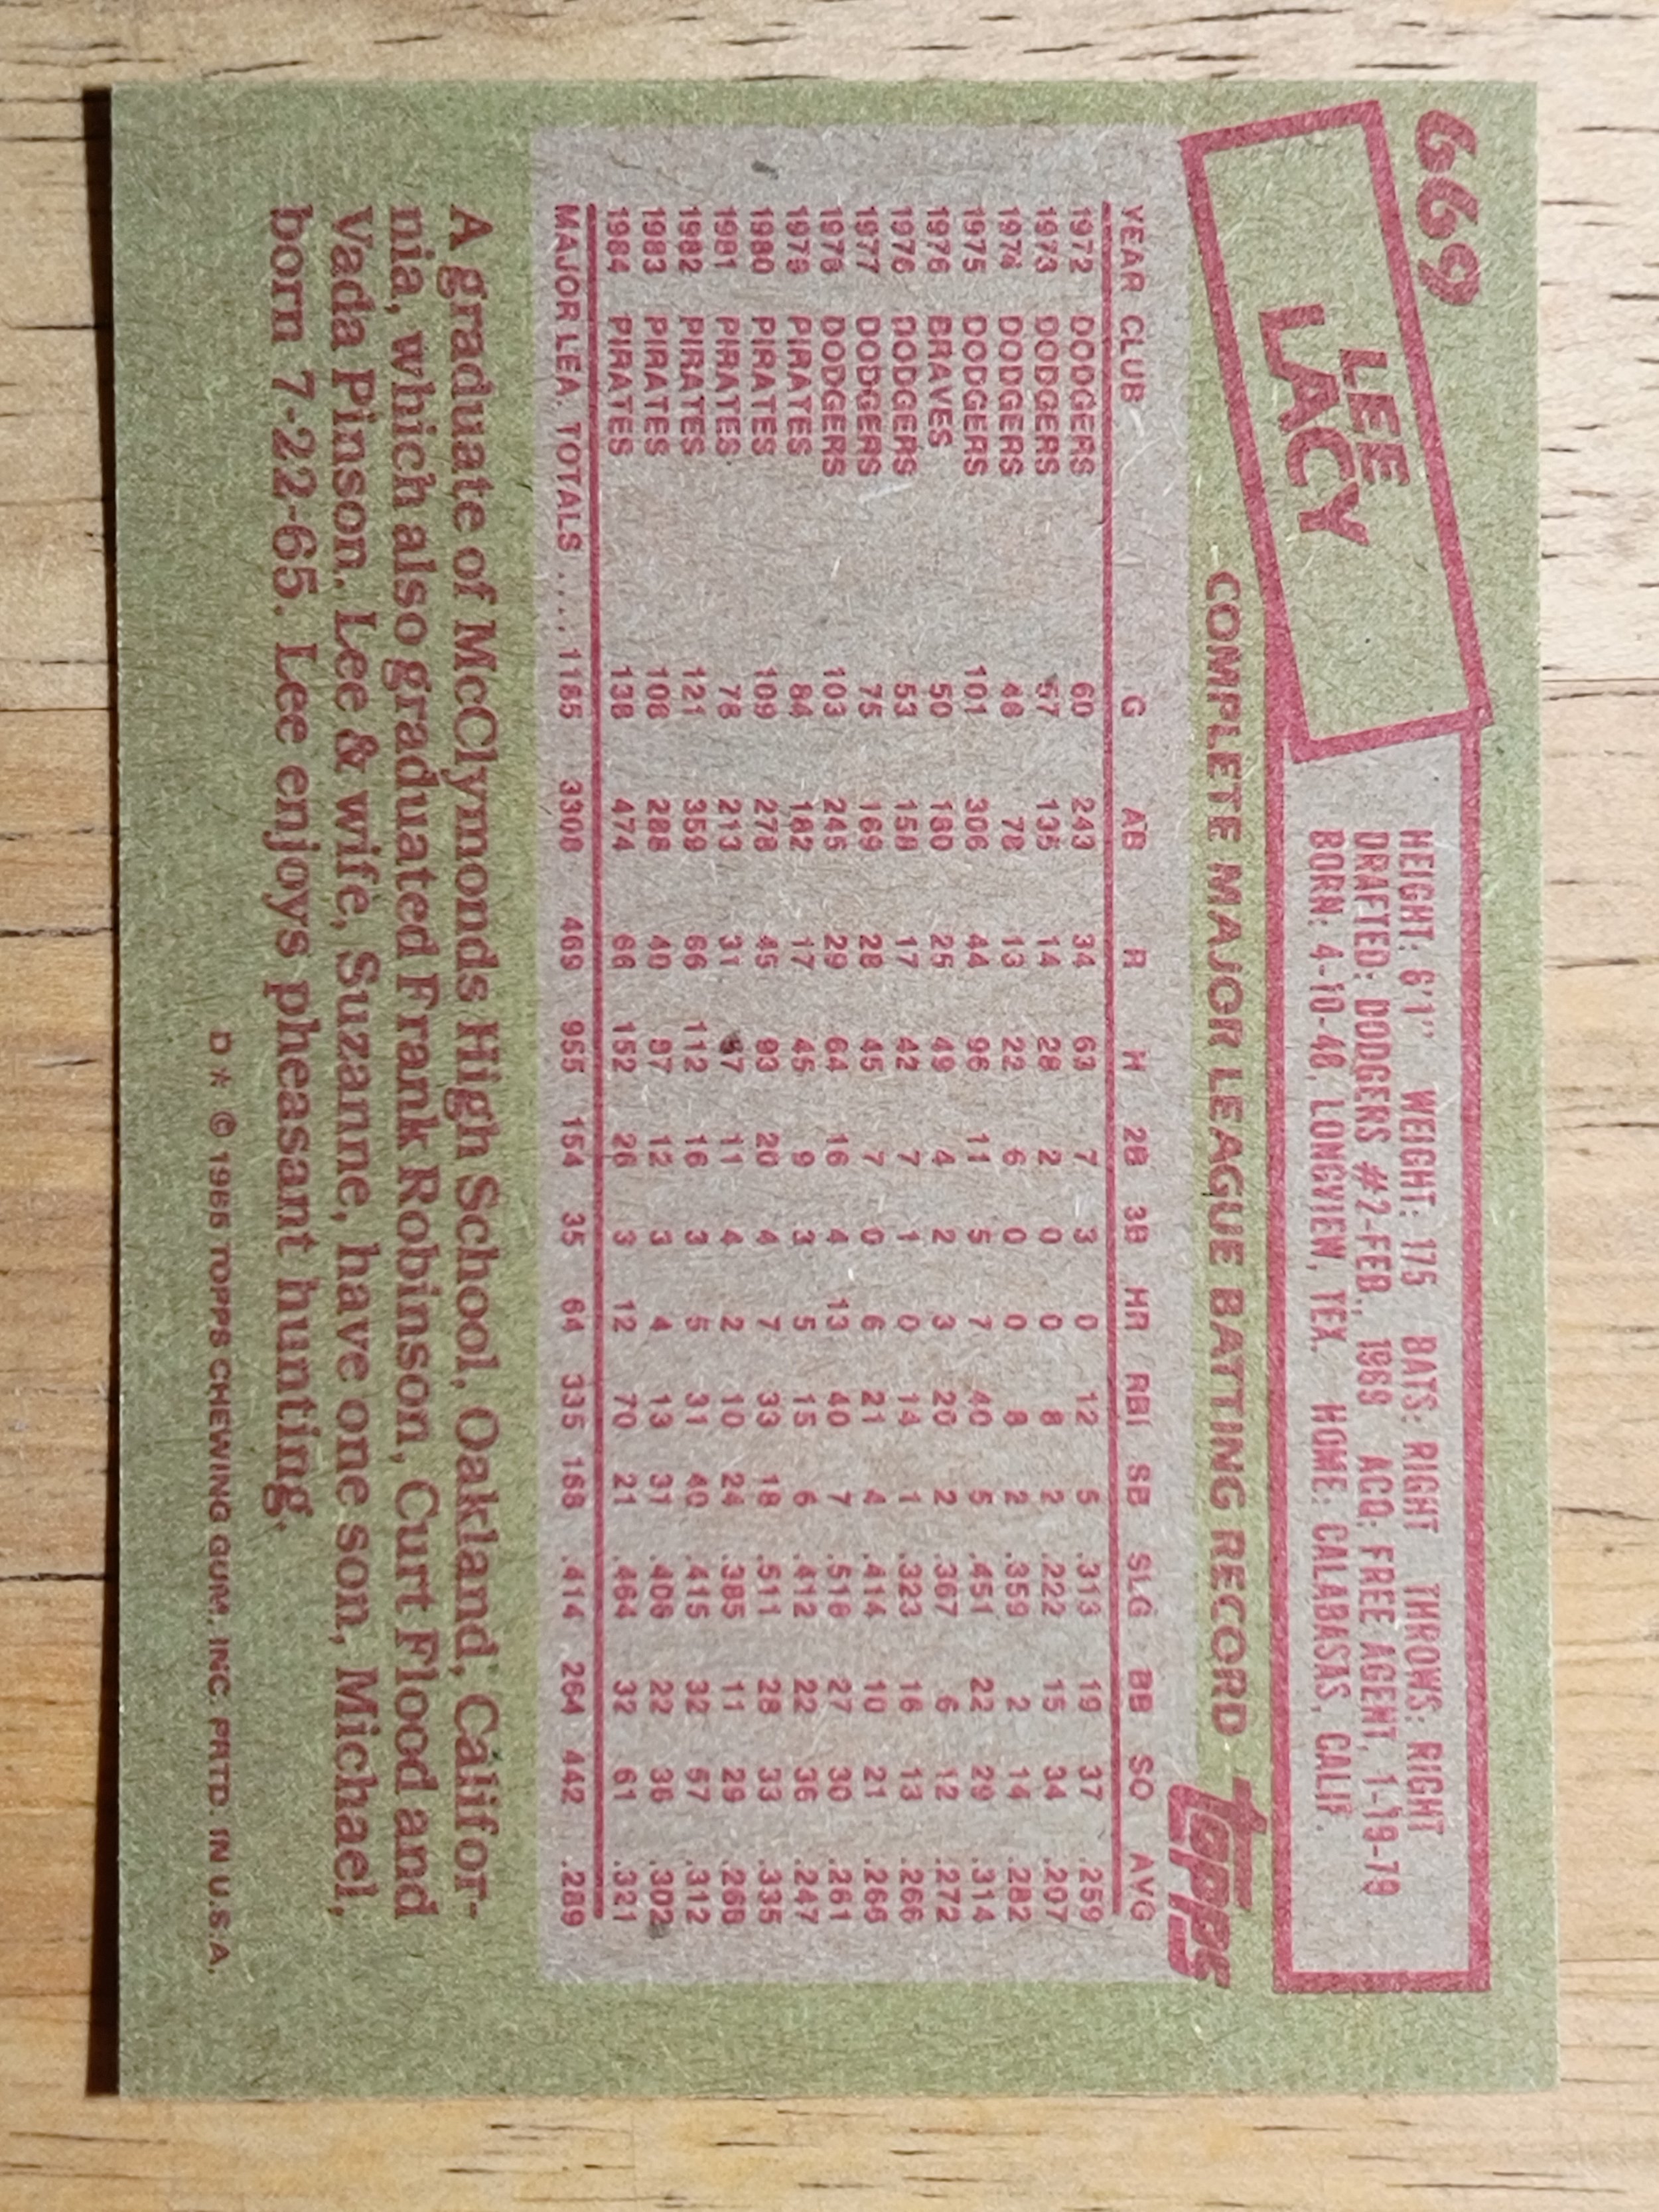 669
LEE
LACY
HEIGHT: 6'1" WEIGHT: 175 BATS: RIGHT THROWS: RIGHT
DRAFTED: DODGERS #2-FEB., 1969 ACQ: FREE AGENT, 1-19-79
BORN: 4-10-48, LONGVIEW, TEX. HOME: CALABASAS, CALIF.
COMPLETE MAJOR LEAGUE BATTING RECORD
topps
YEAR CLUB G AB R H 2B 3B HR RBI SB SLG BB SO AVG
1972 DODGERS 60 243 34 63 7 3 0 12 5 .313 19 37 .259
1973 DODGERS 57 135 14 28 2 0 0 8 2 .222 15 34 .207
1974 DODGERS 48 78 13 22 6 0 0 8 2 .359 2 14 .282
1975 DODGERS 101 306 44 96 11 5 7 40 5 .451 22 29 .314
1976 BRAVES 50 180 25 49 4 2 3 20 2 .367 6 12 .272
1976 DODGERS 53 158 17 42 7 1 0 14 1 .323 16 13 .266
1977 DODGERS 75 169 28 45 7 0 6 21 4 .414 10 21 .266
1978 DODGERS 103 245 29 64 16 4 13 40 7 .518 27 30 .261
1979 PIRATES 84 182 17 45 9 3 5 15 6 .412 22 36 .247
1980 PIRATES 109 278 45 93 20 4 7 33 18 .511 28 33 .335
1981 PIRATES 78 213 31 57 11 4 2 10 24 .385 11 29 .268
1982 PIRATES 121 359 66 112 16 3 5 31 40 .415 32 57 .312
1983 PIRATES 108 288 40 87 12 3 4 13 31 .406 22 36 .302
1984 PIRATES 138 474 66 152 26 3 12 70 21 .464 32 61 .321
MAJOR LEA. TOTALS .... 1185 3308 469 955 154 35 64 335 168 .414 264 442 .289
A graduate of McClymonds High School, Oakland, Califor-
nia, which also graduated Frank Robinson, Curt Flood and
Vada Pinson. Lee & wife, Suzanne, have one son, Michael,
born 7-22-65. Lee enjoys pheasant hunting.
D* © 1985 TOPPS CHEWING GUM, INC. PRTD. IN U.S.A.